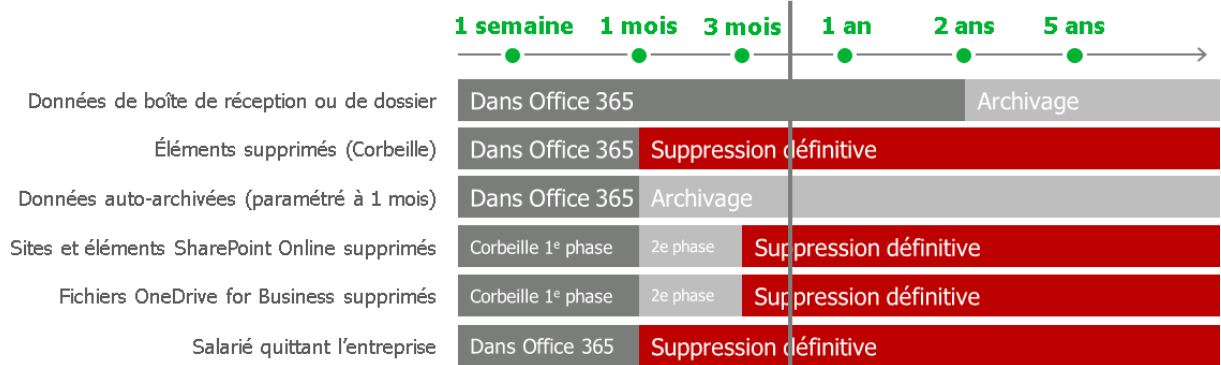 1 semaine 1 mois 3 mois 1 an 2 ans 5 ans
Données de boîte de réception ou de dossier Dans Office 365 Archivage
Éléments supprimés (Corbeille) Dans Office 365 Suppression définitive
Données auto-archivées (paramétré à 1 mois) Dans Office 365 Archivage
Sites et éléments SharePoint Online supprimés Corbeille 1e phase 2e phase Suppression définitive
Fichiers OneDrive for Business supprimés Corbeille 1e phase 2e phase Suppression définitive
Salarié quittant l’entreprise Dans Office 365 Suppression définitive